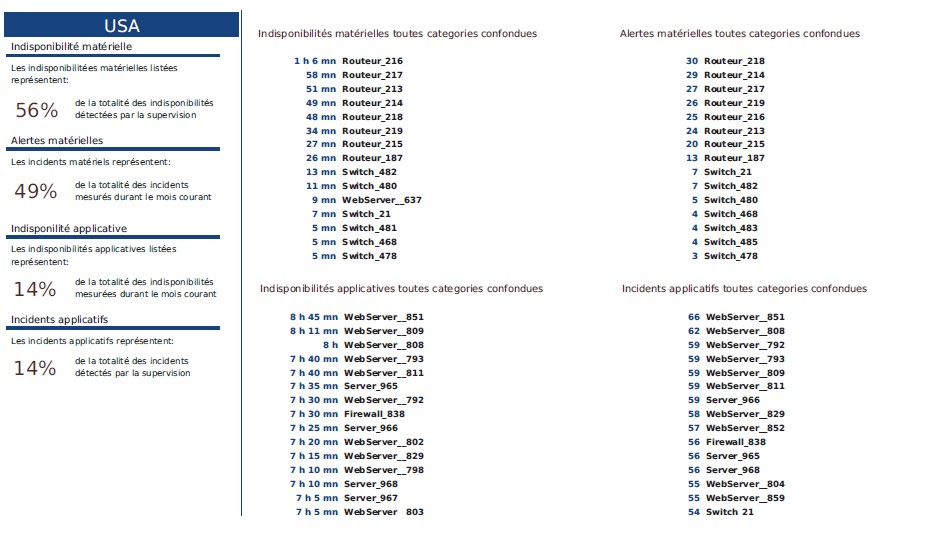 USA
Indisponibilité matérielle
Les indisponibilitées matérielles listées
représentent:
56%
de la totalité des indisponibilités
détectées par la supervision
Alertes matérielles
Les incidents matériels représentent:
49%
de la totalité des incidents
mesurés durant le mois courant
Indisponilité applicative
Les indisponibilités applicatives listées
représentent:
14%
de la totalité des indisponibilités
mesurées durant le mois courant
Incidents applicatifs
Les incidents applicatifs représentent:
14%
de la totalité des incidents
détectés par la supervision
Indisponibilités matérielles toutes categories confondues
1 h 6 mn Routeur_216
58 mn Routeur_217
51 mn Routeur_213
49 mn Routeur_214
48 mn Routeur_218
34 mn Routeur_219
27 mn Routeur_215
26 mn Routeur_187
13 mn Switch_482
11 mn Switch_480
9 mn WebServer__637
7 mn Switch_21
5 mn Switch_481
5 mn Switch_468
5 mn Switch_478
Alertes matérielles toutes categories confondues
30 Routeur_218
29 Routeur_214
27 Routeur_217
26 Routeur_219
25 Routeur_216
24 Routeur_213
20 Routeur_215
13 Routeur_187
7 Switch_21
7 Switch_482
5 Switch_480
4 Switch_468
4 Switch_483
4 Switch_485
3 Switch_478
Indisponibilités applicatives toutes categories confondues
8 h 45 mn WebServer__851
8 h 11 mn WebServer__809
8 h WebServer__808
7 h 40 mn WebServer__793
7 h 40 mn WebServer__811
7 h 35 mn Server_965
7 h 30 mn WebServer__792
7 h 30 mn Firewall_838
7 h 25 mn Server_966
7 h 20 mn WebServer__802
7 h 15 mn WebServer__829
7 h 10 mn WebServer__798
7 h 10 mn Server_968
7 h 5 mn Server_967
7 h 5 mn WebServer__803
Incidents applicatifs toutes categories confondues
66 WebServer__851
62 WebServer__808
59 WebServer__792
59 WebServer__793
59 WebServer__809
59 WebServer__811
59 Server_966
58 WebServer__829
57 WebServer__852
56 Firewall_838
56 Server_965
56 Server_968
55 WebServer__804
55 WebServer__859
54 Switch_21